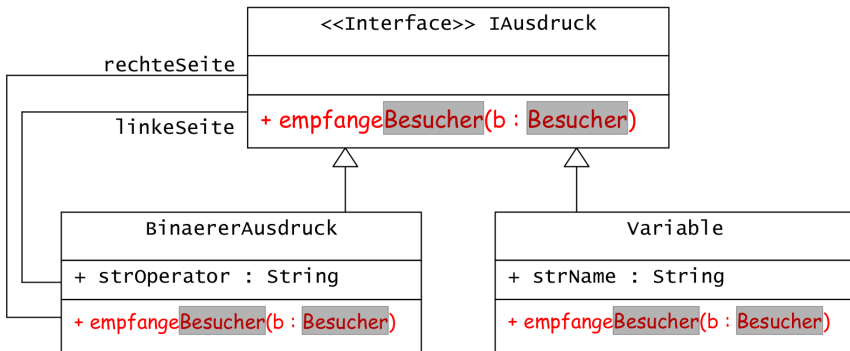 <<Interface>> IAusdruck
rechteSeite
+ empfangeBesucher(b : Besucher)
linkeSeite
BinaererAusdruck
+ strOperator : String
+ empfangeBesucher(b : Besucher)
Variable
+ strName : String
+ empfangeBesucher(b : Besucher)